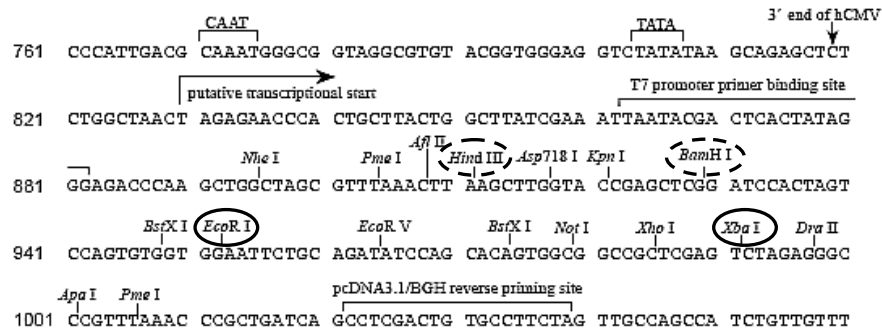 CAAT TATA 3´ end of hCMV
761 CCCATTGACG CAAATGGGCG GTAGGCGTGT ACGGTGGGAG GTCTATATAA GCAGAGCTCT
putative transcriptional start T7 promoter primer binding site
821 CTGGCTAACT AGAGAACCCA CTGCTTACTG GCTTATCGAA ATTAATACGA CTCACTATAG
Nhe I Pme I Afl II Hind III Asp718 I Kpn I BamH I
881 GGAGACCCAA GCTGGCTAGC GTTTAAACTT AAGCTTGGTA CCGAGCTCGG ATCCACTAGT
BstX I EcoR I EcoR V BstX I Not I Xho I Xba I Dra II
941 CCAGTGTGGT GGAATTCTGC AGATATCCAG CACAGTGGCG GCCGCTCGAG TCTAGAGGGC
Apa I Pme I pcDNA3.1/BGH reverse priming site
1001 CCGTTTAAAC CCGCTGATCA GCCTCGACTG TGCCTTCTAG TTGCCAGCCA TCTGTTGTTT